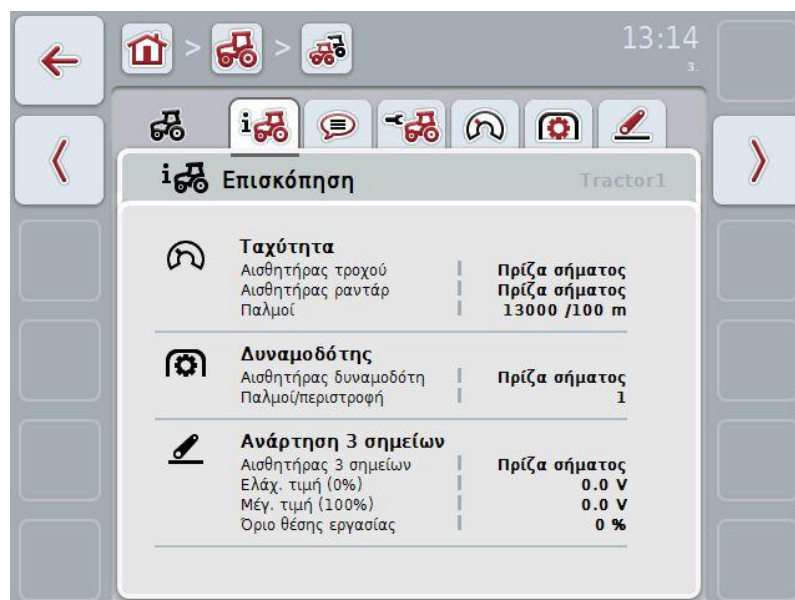 13:14
3.
Επισκόπηση Tractor1
Ταχύτητα
Αισθητήρας τροχού Πρίζα σήματος
Αισθητήρας ραντάρ Πρίζα σήματος
Παλμοί 13000 /100 m
Δυναμοδότης
Αισθητήρας δυναμοδότη Πρίζα σήματος
Παλμοί/περιστροφή 1
Ανάρτηση 3 σημείων
Αισθητήρας 3 σημείων Πρίζα σήματος
Ελάχ. τιμή (0%) 0.0 V
Μέγ. τιμή (100%) 0.0 V
Όριο θέσης εργασίας 0 %